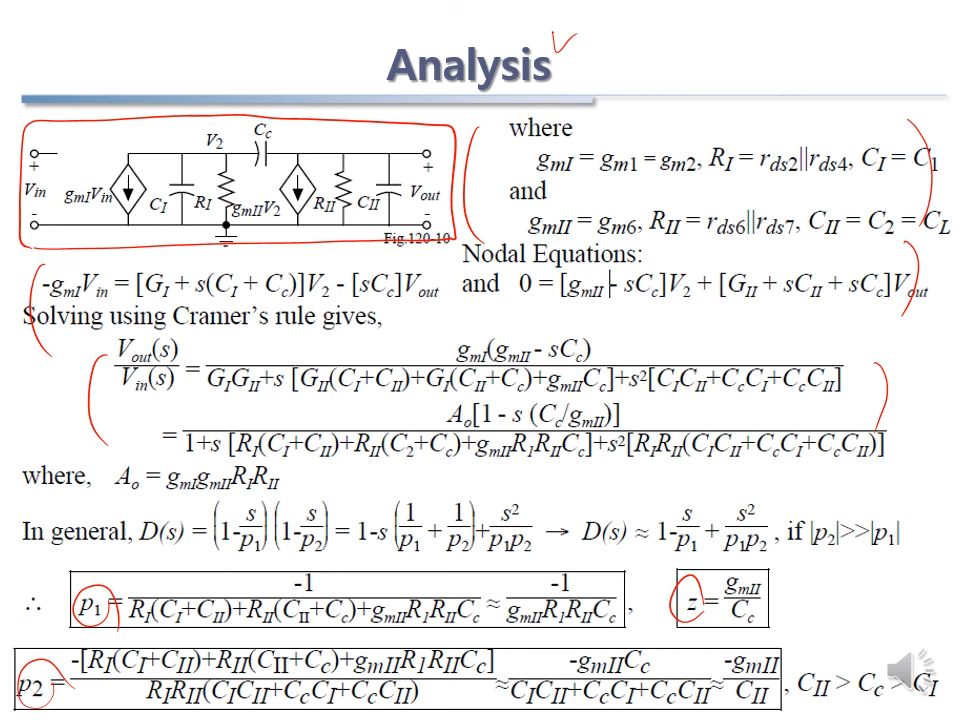 Analysis
V2 Cc
+ Vin - gmIVin CI RI gmIIV2 RII CII + Vout -
Fig.120-10
where
gmI = gm1 = gm2, RI = rds2||rds4, CI = C1
and
gmII = gm6, RII = rds6||rds7, CII = C2 = CL
Nodal Equations:
-gmIVin = [GI + s(CI + Cc)]V2 - [sCc]Vout and 0 = [gmII - sCc]V2 + [GII + sCII + sCc]Vout
Solving using Cramer's rule gives,
Vout(s)/Vin(s) = gmI(gmII - sCc) / GIGII+s [GII(CI+CII)+GI(CII+Cc)+gmIICc]+s²[CICII+CcCI+CcCII]
= Ao[1 - s (Cc/gmII)] / 1+s [RI(CI+CII)+RII(C2+Cc)+gmIIR1RIICc]+s²[RIRII(CICII+CcCI+CcCII)]
where, Ao = gmIgmIIRIRII
In general, D(s) = (1-s/p1)(1-s/p2) = 1-s(1/p1 + 1/p2)+s²/p1p2 → D(s) ≈ 1-s/p1 + s²/p1p2 , if |p2|>>|p1|
∴ p1 = -1 / RI(CI+CII)+RII(CII+Cc)+gmIIR1RIICc ≈ -1 / gmIIR1RIICc , z = gmII/Cc
p2 = -[RI(CI+CII)+RII(CII+Cc)+gmIIR1RIICc] / RIRII(CICII+CcCI+CcCII) ≈ -gmIICc / CICII+CcCI+CcCII ≈ -gmII/CII , CII > Cc > CI